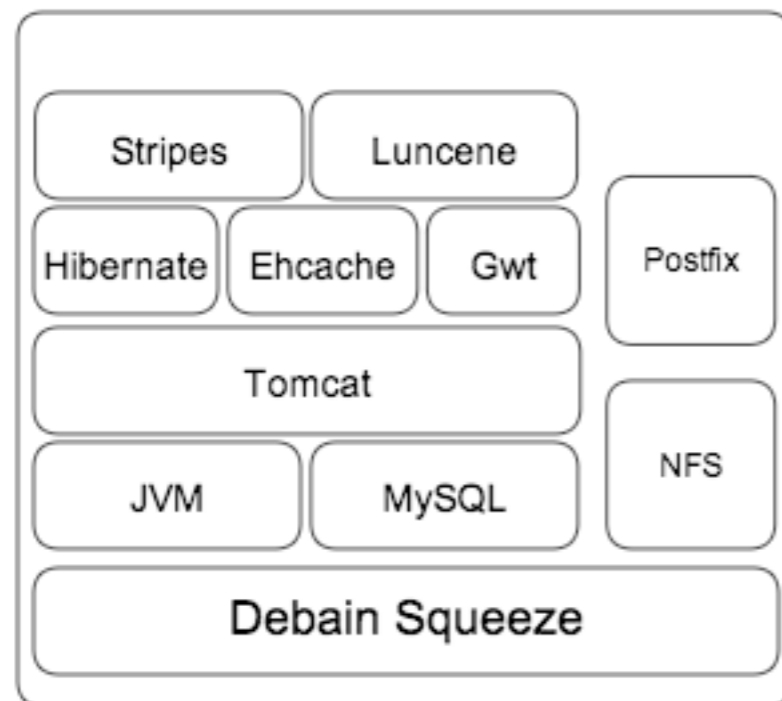 Stripes
Luncene
Hibernate
Ehcache
Gwt
Postfix
Tomcat
JVM
MySQL
NFS
Debain Squeeze